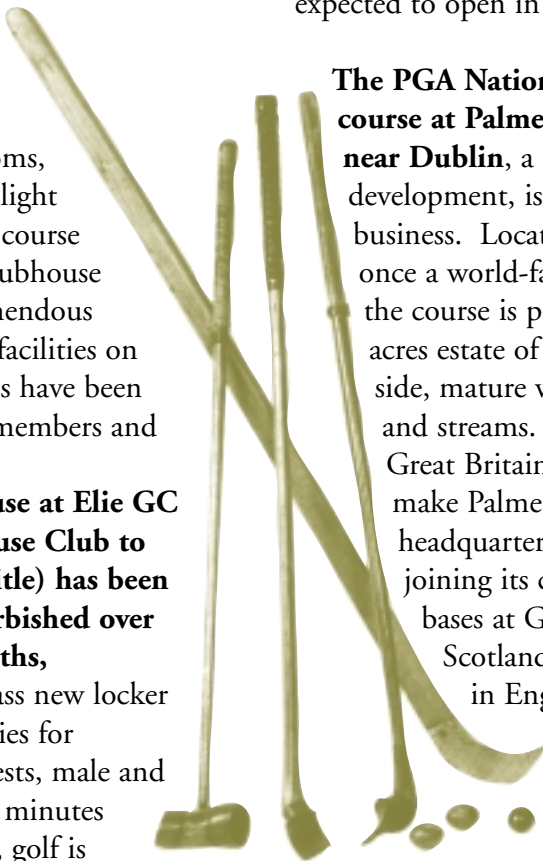 oms,
light
course
ubhouse
endous
facilities on
s have been
members and
use at Elie GC
use Club to
itle) has been
rbished over
ths,
ass new locker
ies for
ests, male and
minutes
, golf is
expected to open in
The PGA Nation
course at Palme
near Dublin, a
development, is
business. Locat
once a world-fa
the course is p
acres estate of
side, mature w
and streams.
Great Britain
make Palme
headquarter
joining its
bases at G
Scotland
in Eng